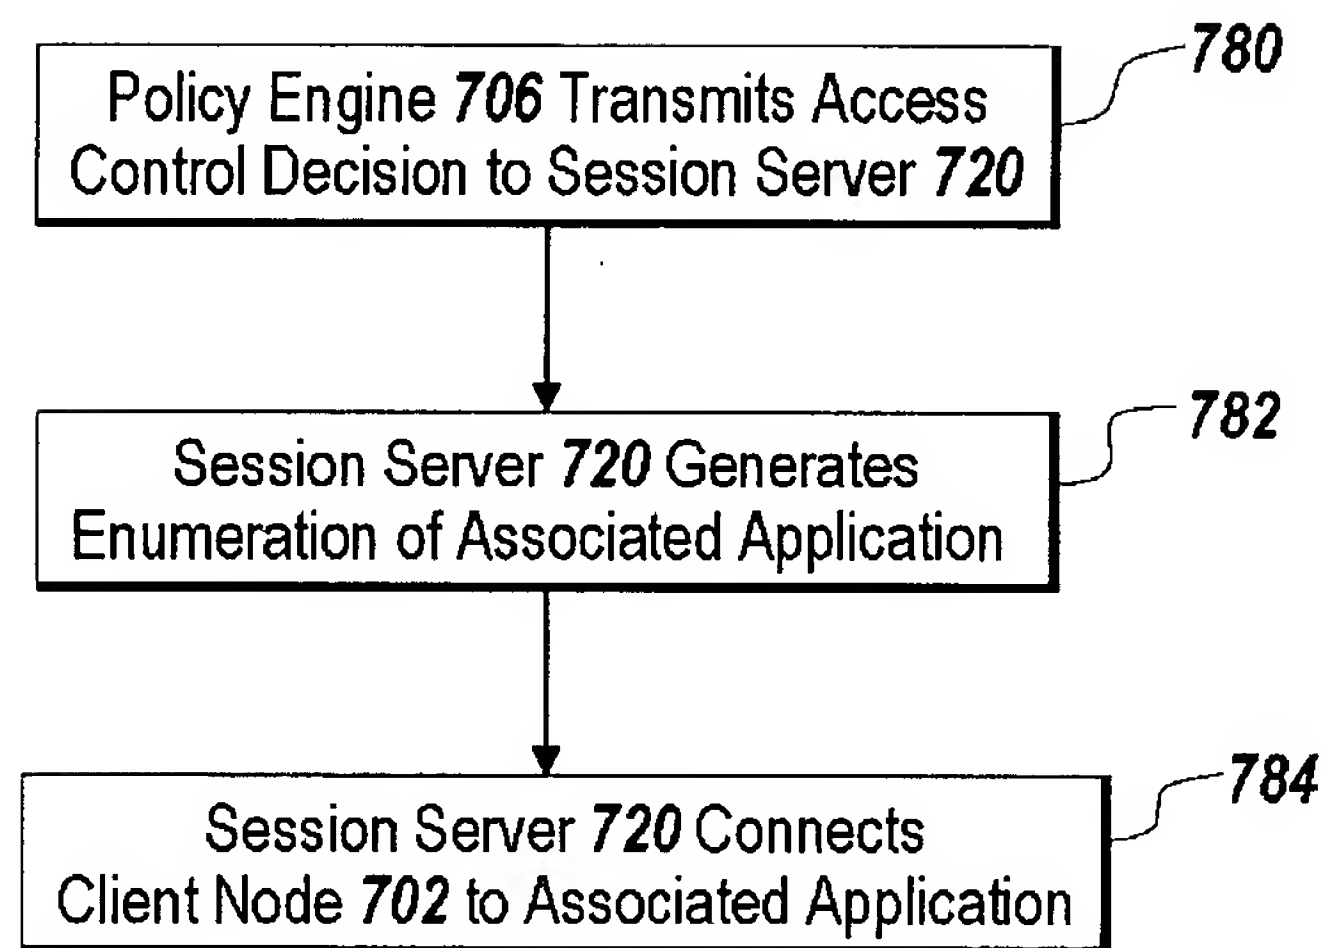 780
Policy Engine 706 Transmits Access
Control Decision to Session Server 720
782
Session Server 720 Generates
Enumeration of Associated Application
784
Session Server 720 Connects
Client Node 702 to Associated Application